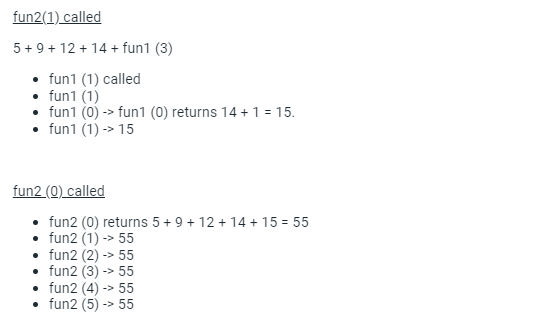 fun2(1) called
5 + 9 + 12 + 14 + fun1 (3)
• fun1 (1) called
• fun1 (1)
• fun1 (0) -> fun1 (0) returns 14 + 1 = 15.
• fun1 (1) -> 15
fun2 (0) called
• fun2 (0) returns 5 + 9 + 12 + 14 + 15 = 55
• fun2 (1) -> 55
• fun2 (2) -> 55
• fun2 (3) -> 55
• fun2 (4) -> 55
• fun2 (5) -> 55